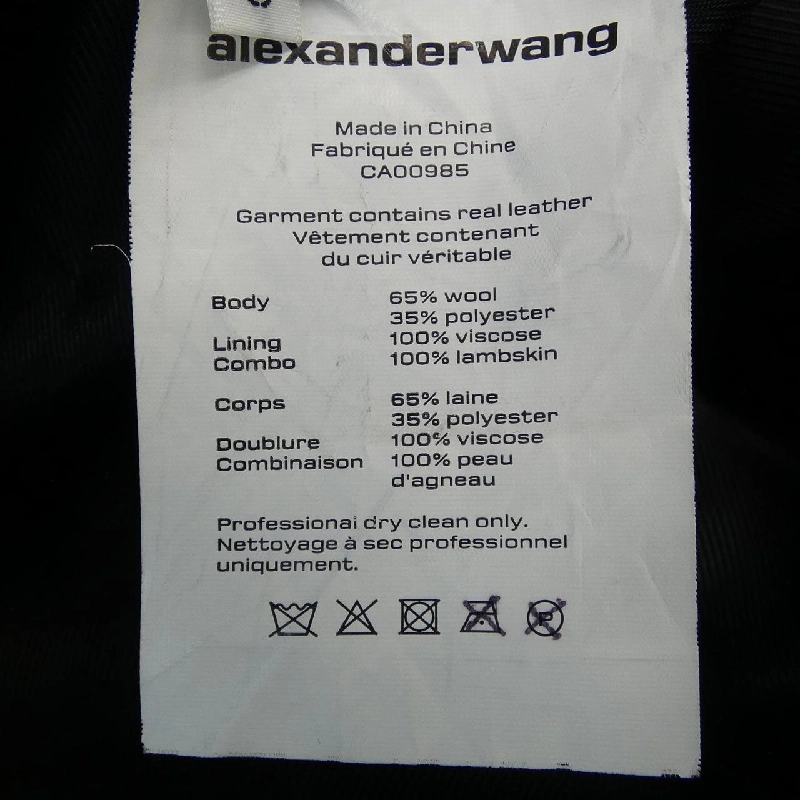 alexanderwang
Made in China
Fabriqué en Chine
CA00985
Garment contains real leather
Vêtement contenant
du cuir véritable
Body 65% wool
35% polyester
Lining 100% viscose
Combo 100% lambskin
Corps 65% laine
35% polyester
Doublure 100% viscose
Combinaison 100% peau
d'agneau
Professional dry clean only.
Nettoyage à sec professionnel
uniquement.
P